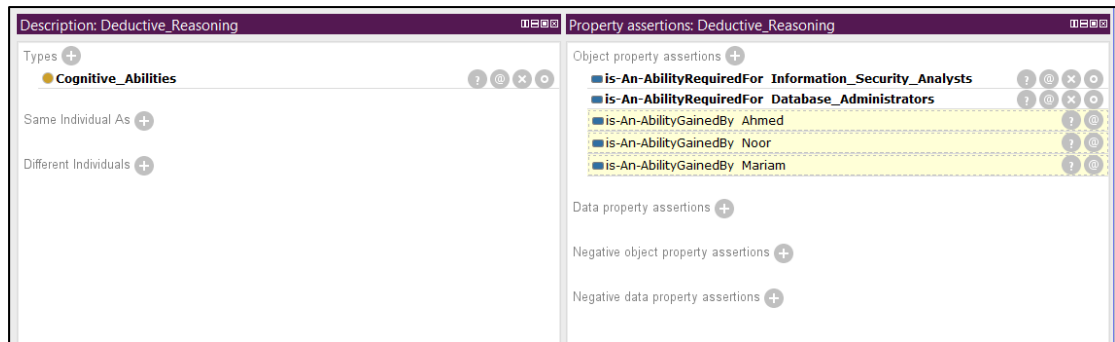 Description: Deductive_Reasoning
Types
Cognitive_Abilities
Same Individual As
Different Individuals
Property assertions: Deductive_Reasoning
Object property assertions
is-An-AbilityRequiredFor Information_Security_Analysts
is-An-AbilityRequiredFor Database_Administrators
is-An-AbilityGainedBy Ahmed
is-An-AbilityGainedBy Noor
is-An-AbilityGainedBy Mariam
Data property assertions
Negative object property assertions
Negative data property assertions